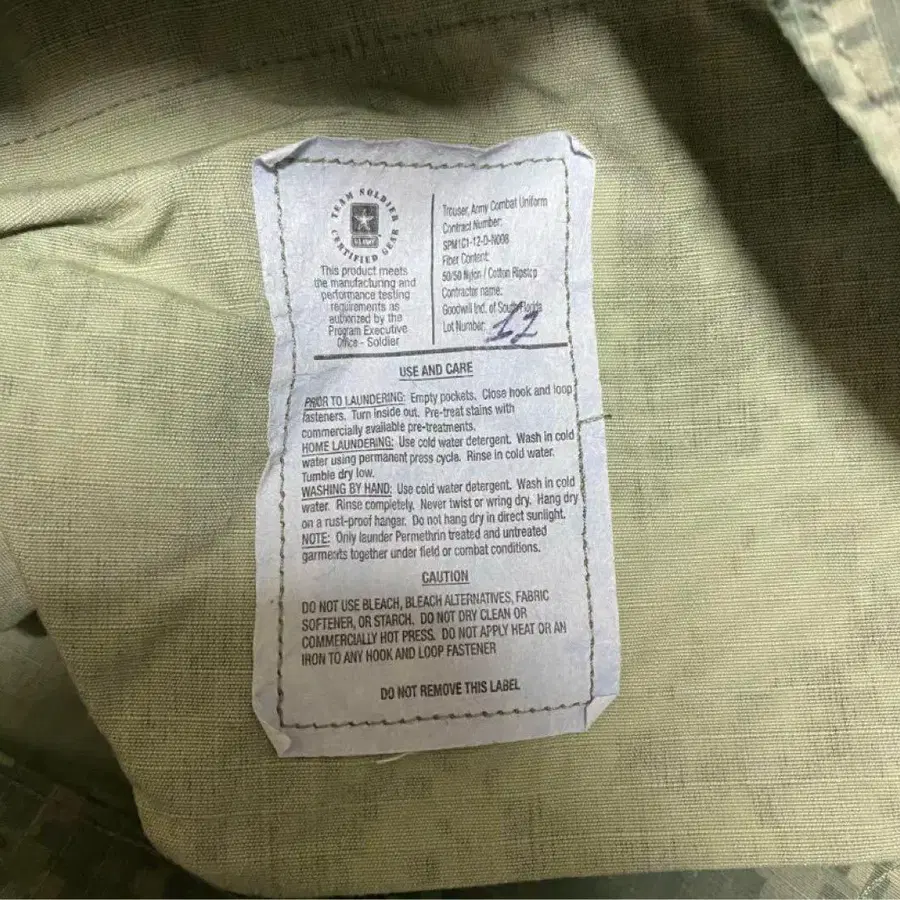 TEAM SOLDIER
CERTIFIED GEAR
U.S. ARMY
This product meets
the manufacturing and
performance testing
requirements as
authorized by the
Program Executive
Office - Soldier
Trouser, Army Combat Uniform
Contract Number:
SPM1C1-12-D-N008
Fiber Content:
50/50 Nylon / Cotton Ripstop
Contractor name:
Goodwill Ind. of South Florida
Lot Number: 12
USE AND CARE
PRIOR TO LAUNDERING: Empty pockets. Close hook and loop
fasteners. Turn inside out. Pre-treat stains with
commercially available pre-treatments.
HOME LAUNDERING: Use cold water detergent. Wash in cold
water using permanent press cycle. Rinse in cold water.
Tumble dry low.
WASHING BY HAND: Use cold water detergent. Wash in cold
water. Rinse completely. Never twist or wring dry. Hang dry
on a rust-proof hanger. Do not hang dry in direct sunlight.
NOTE: Only launder Permethrin treated and untreated
garments together under field or combat conditions.
CAUTION
DO NOT USE BLEACH, BLEACH ALTERNATIVES, FABRIC
SOFTENER, OR STARCH. DO NOT DRY CLEAN OR
COMMERCIALLY HOT PRESS. DO NOT APPLY HEAT OR AN
IRON TO ANY HOOK AND LOOP FASTENER
DO NOT REMOVE THIS LABEL